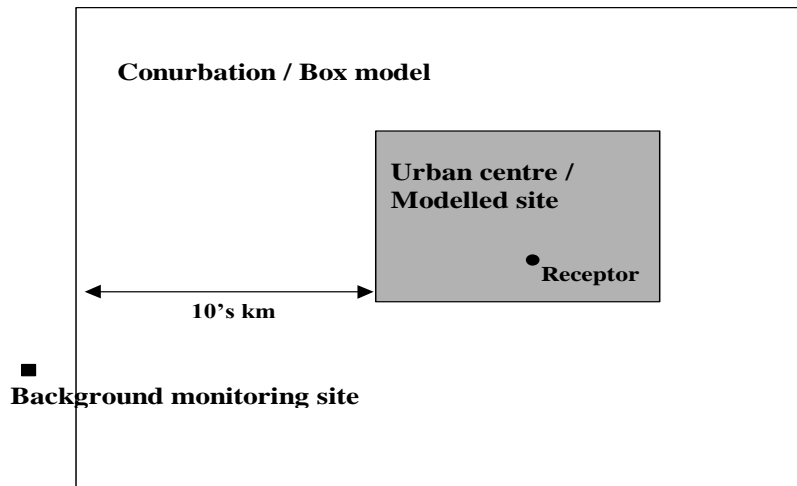 Conurbation / Box model
Urban centre /
Modelled site
Receptor
10's km
Background monitoring site